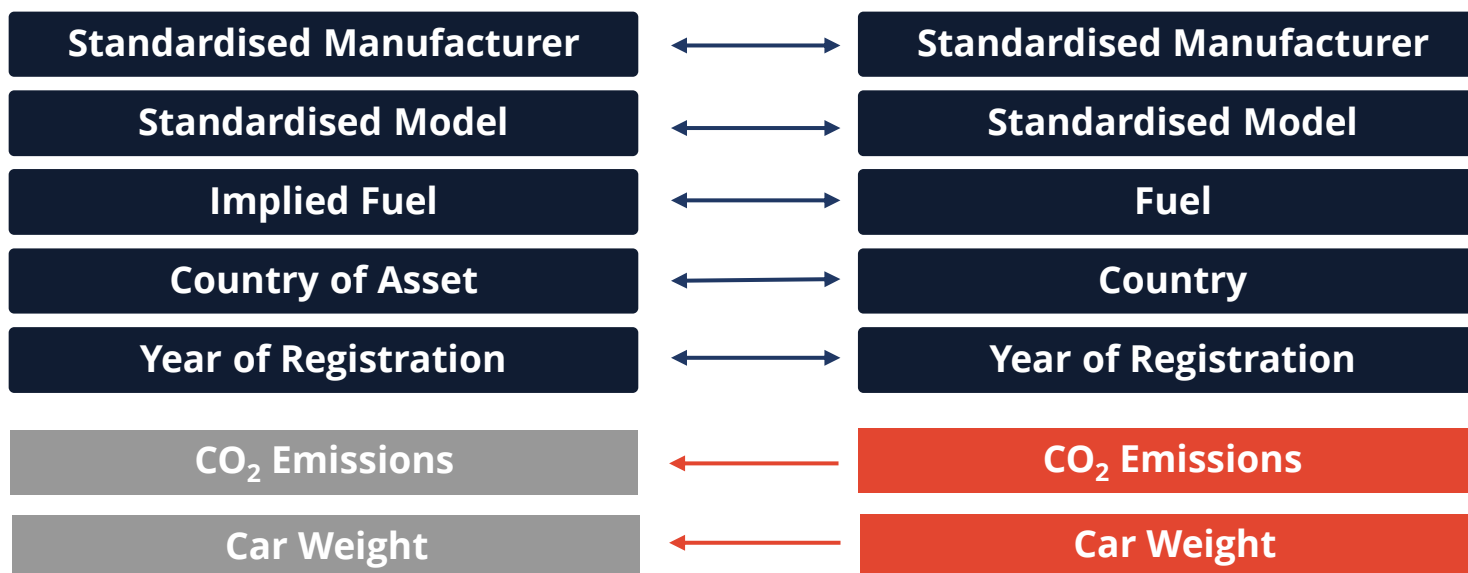 Standardised Manufacturer Standardised Manufacturer
Standardised Model Standardised Model
Implied Fuel Fuel
Country of Asset Country
Year of Registration Year of Registration
CO₂ Emissions CO₂ Emissions
Car Weight Car Weight